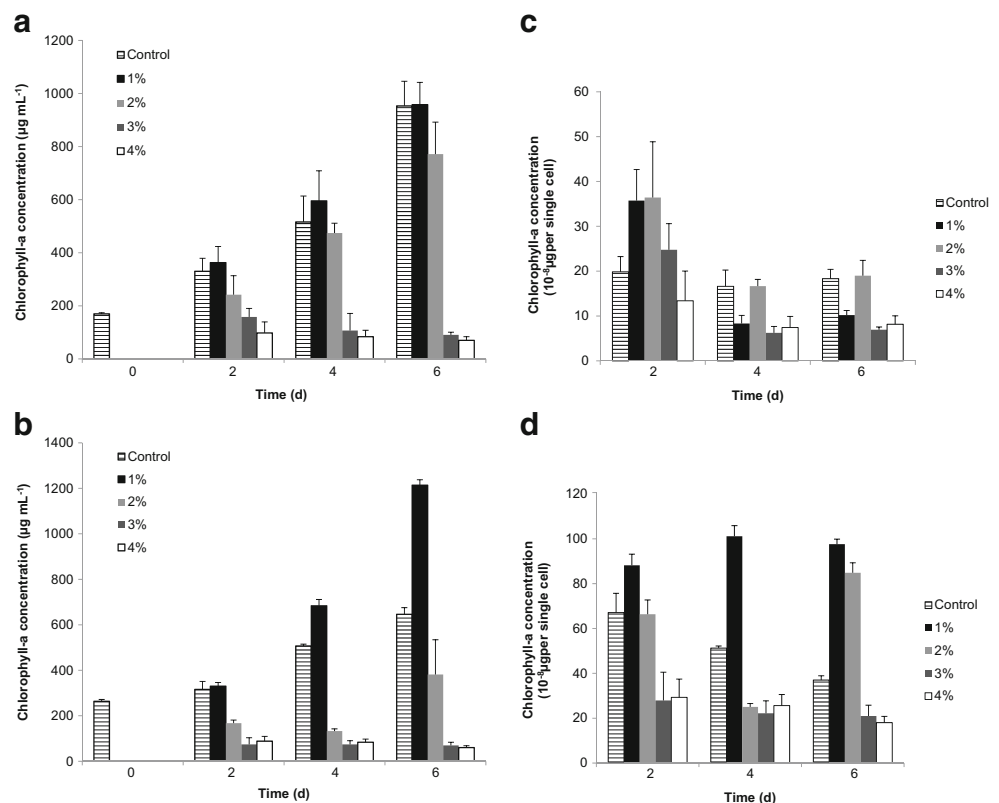 a
1200
1000
800
600
400
200
0
Chlorophyll-a concentration (µg mL⁻¹)
Control
1%
2%
3%
4%
0 2 4 6
Time (d)
b
1400
1200
1000
800
600
400
200
0
Chlorophyll-a concentration (µg mL⁻¹)
Control
1%
2%
3%
4%
0 2 4 6
Time (d)
c
60
50
40
30
20
10
0
Chlorophyll-a concentration
(10⁻⁸µgper single cell)
Control
1%
2%
3%
4%
2 4 6
Time (d)
d
120
100
80
60
40
20
0
Chlorophyll-a concentration
(10⁻⁸µgper single cell)
Control
1%
2%
3%
4%
2 4 6
Time (d)